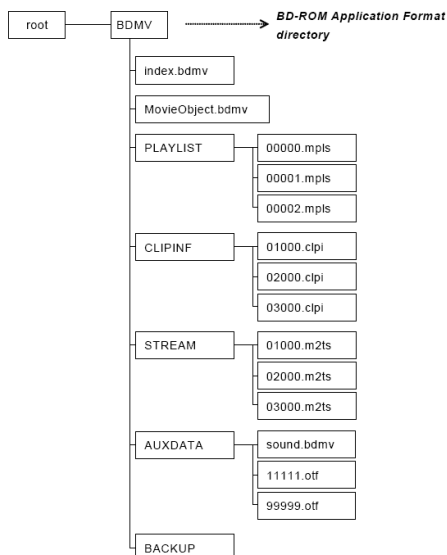 root
BDMV
BD-ROM Application Format
directory
index.bdmv
MovieObject.bdmv
PLAYLIST
00000.mpls
00001.mpls
00002.mpls
CLIPINF
01000.clpi
02000.clpi
03000.clpi
STREAM
01000.m2ts
02000.m2ts
03000.m2ts
AUXDATA
sound.bdmv
11111.otf
99999.otf
BACKUP